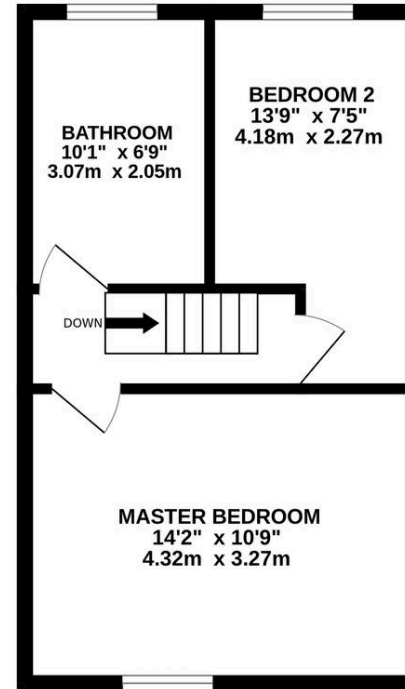 BATHROOM
10'1" x 6'9"
3.07m x 2.05m
BEDROOM 2
13'9" x 7'5"
4.18m x 2.27m
DOWN
MASTER BEDROOM
14'2" x 10'9"
4.32m x 3.27m